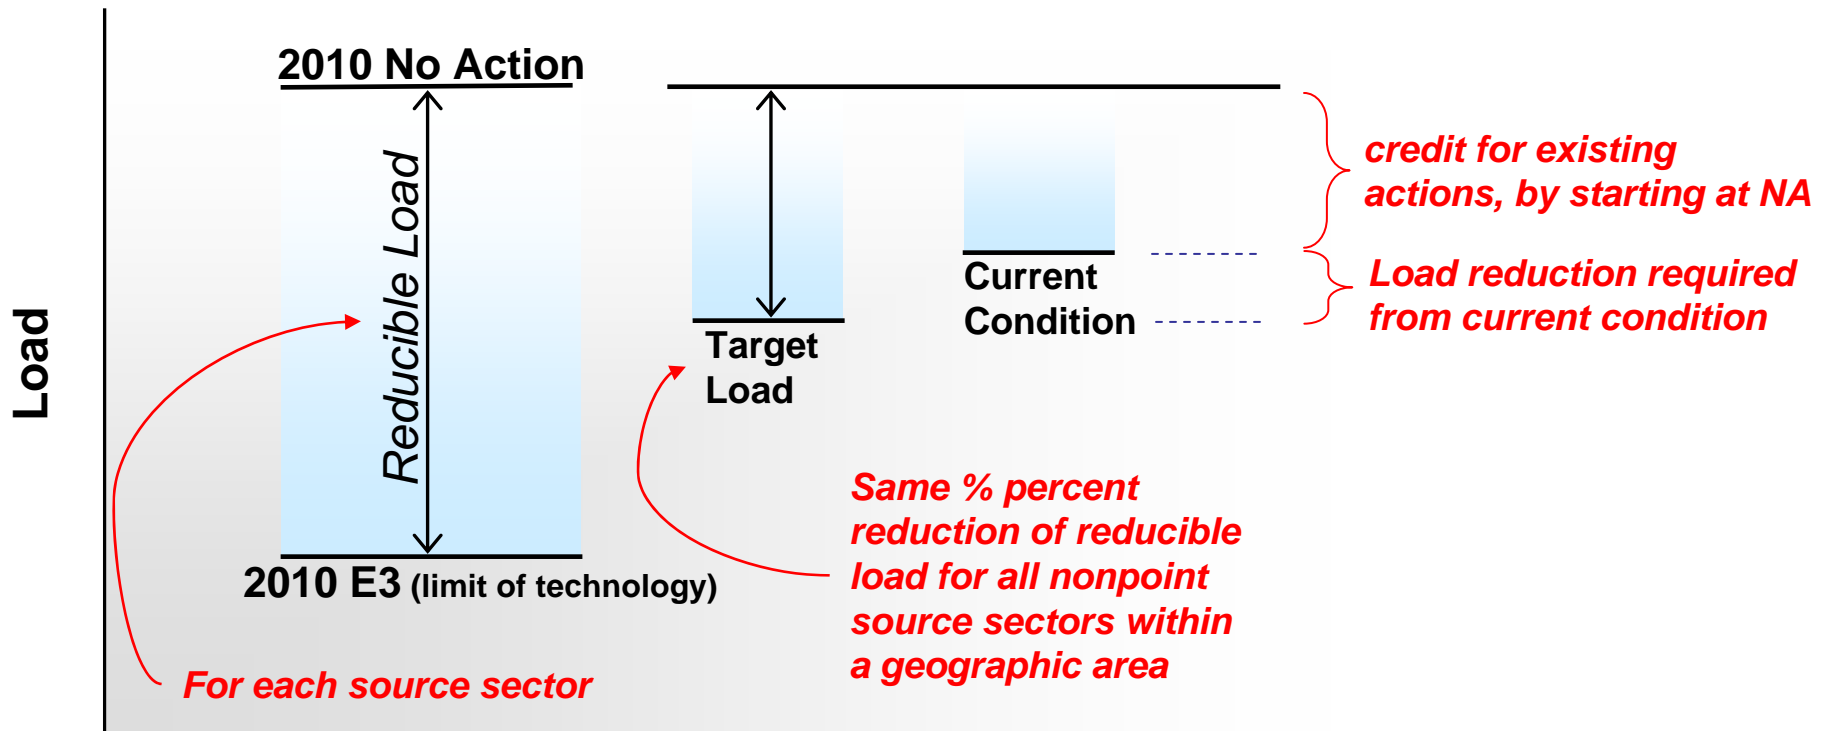 2010 No Action
Reducible Load
Load
2010 E3 (limit of technology)
For each source sector
Target
Load
Current
Condition
Same % percent
reduction of reducible
load for all nonpoint
source sectors within
a geographic area
credit for existing
actions, by starting at NA
Load reduction required
from current condition